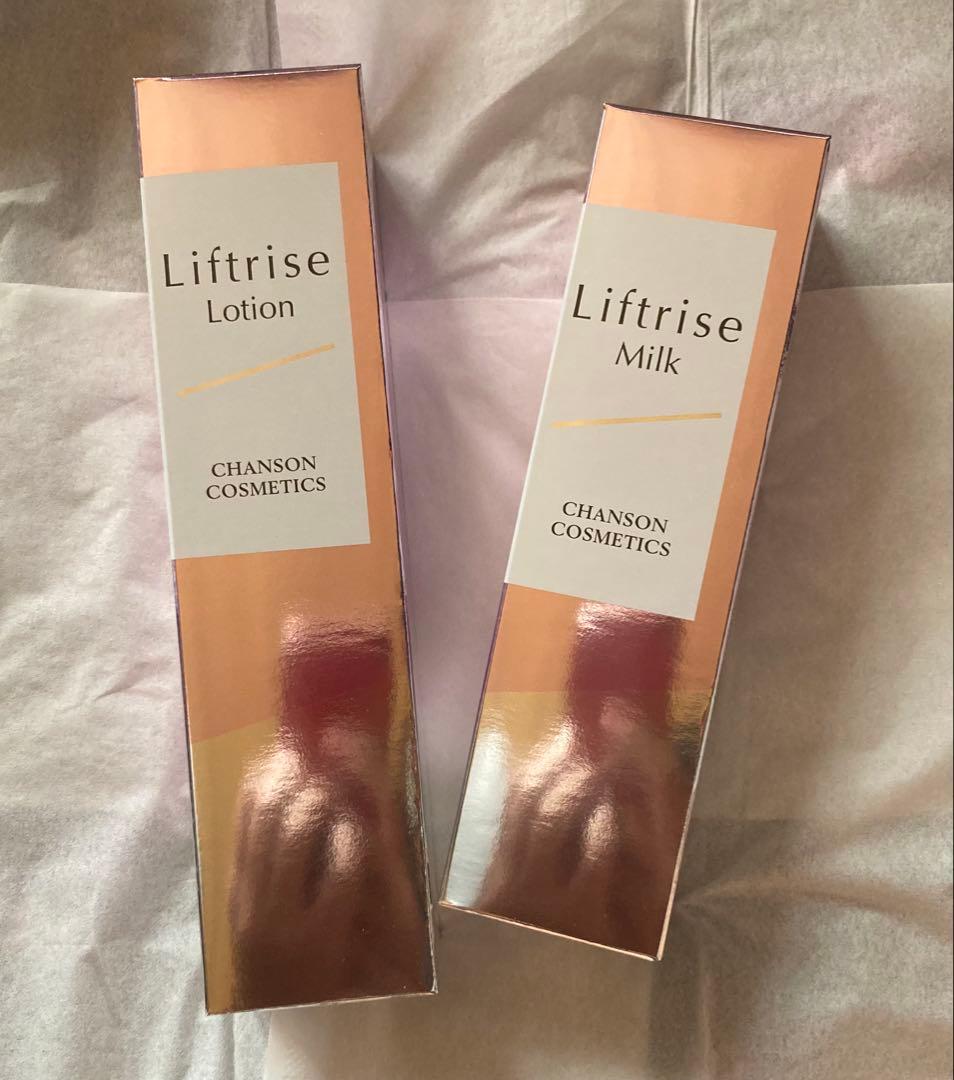 Liftrise
Lotion
CHANSON
COSMETICS
Liftrise
Milk
CHANSON
COSMETICS